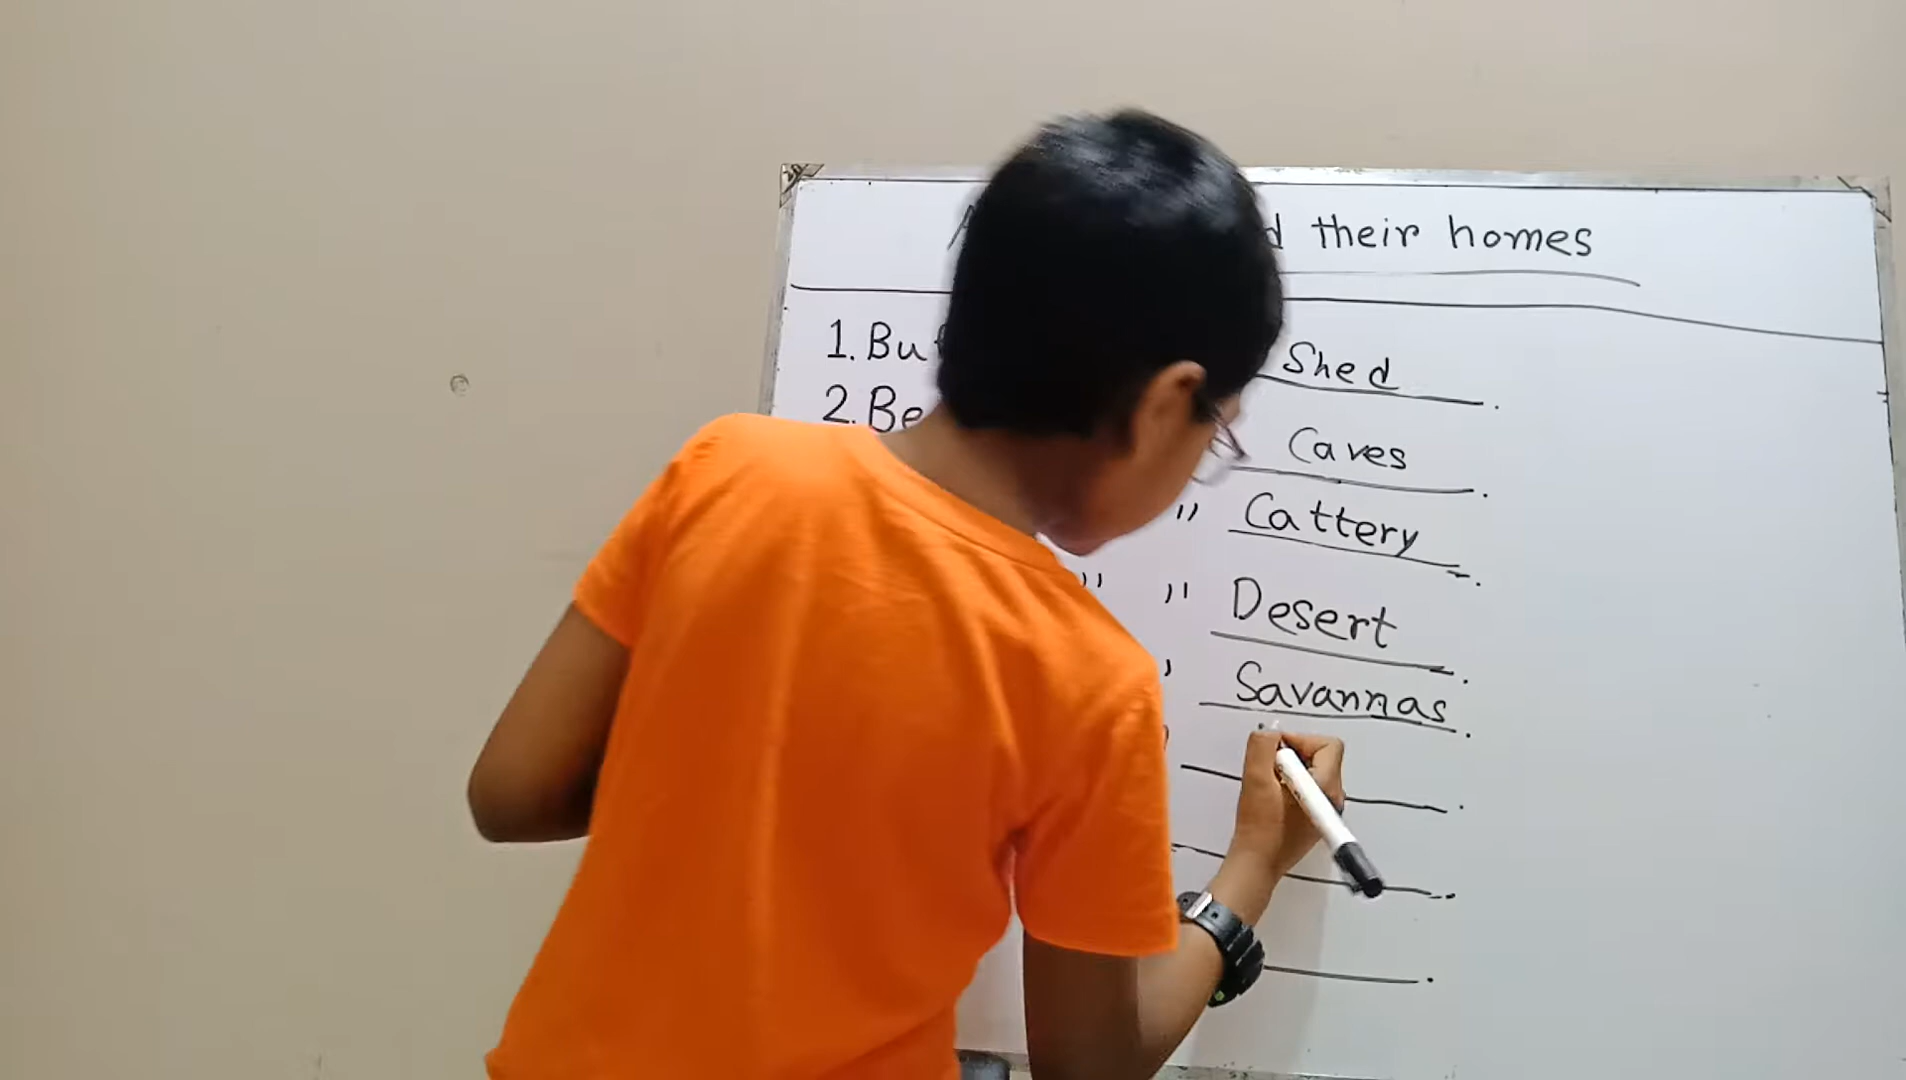 their homes
1. Bu
Shed
2. Be
Caves
" Cattery
" " Desert
Savannas